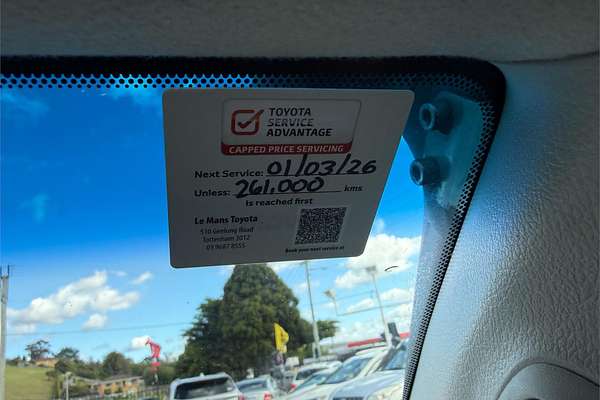 TOYOTA
SERVICE
ADVANTAGE
CAPPED PRICE SERVICING
Next Service: 01/03/26
Unless: 261,000 kms
is reached first
Le Mans Toyota
510 Geelong Road
Tottenham 3012
03 9687 8555
Book your next service at